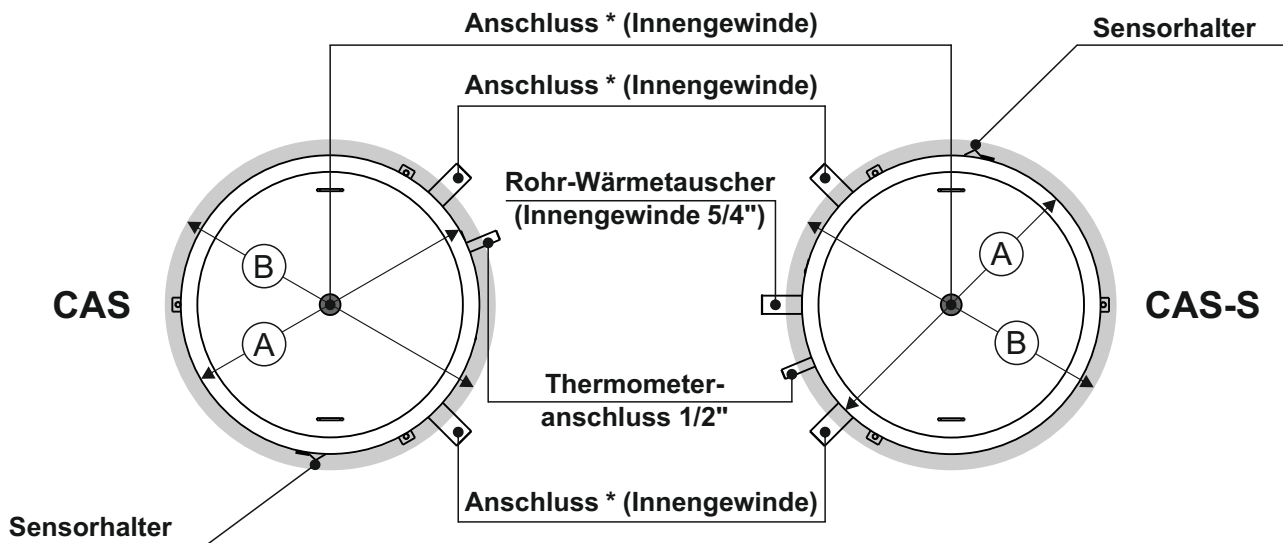 Anschluss * (Innengewinde)
Sensorhalter
Anschluss * (Innengewinde)
Rohr-Wärmetauscher
(Innengewinde 5/4")
B
A
CAS
A
B
CAS-S
Thermometer-
anschluss 1/2"
Anschluss * (Innengewinde)
Sensorhalter